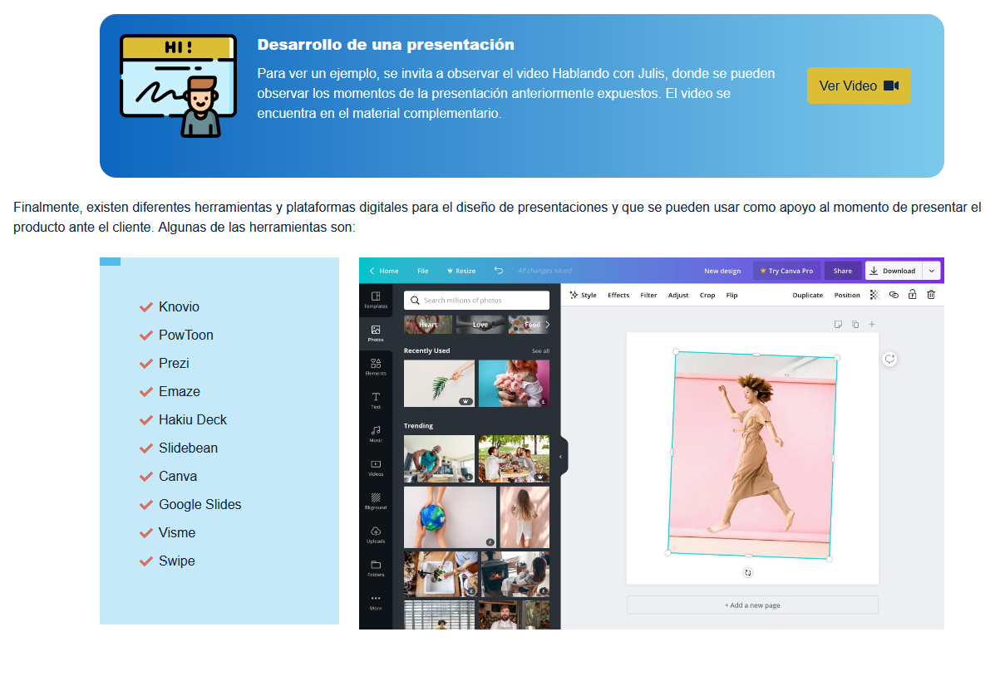 HI !
Desarrollo de una presentación
Para ver un ejemplo, se invita a observar el video Hablando con Julis, donde se pueden
observar los momentos de la presentación anteriormente expuestos. El video se
encuentra en el material complementario.
Ver Video
Finalmente, existen diferentes herramientas y plataformas digitales para el diseño de presentaciones y que se pueden usar como apoyo al momento de presentar el
producto ante el cliente. Algunas de las herramientas son:
Knovio
PowToon
Prezi
Emaze
Hakiu Deck
Slidebean
Canva
Google Slides
Visme
Swipe
Home File Resize All changes saved New design Try Canva Pro Share Download
Templates
Photos
Elements
Text
Music
Videos
Bkground
Uploads
Folders
More
Search millions of photos
Heart Love Food
Recently Used See all
Trending
Style Effects Filter Adjust Crop Flip Duplicate Position
+ Add a new page